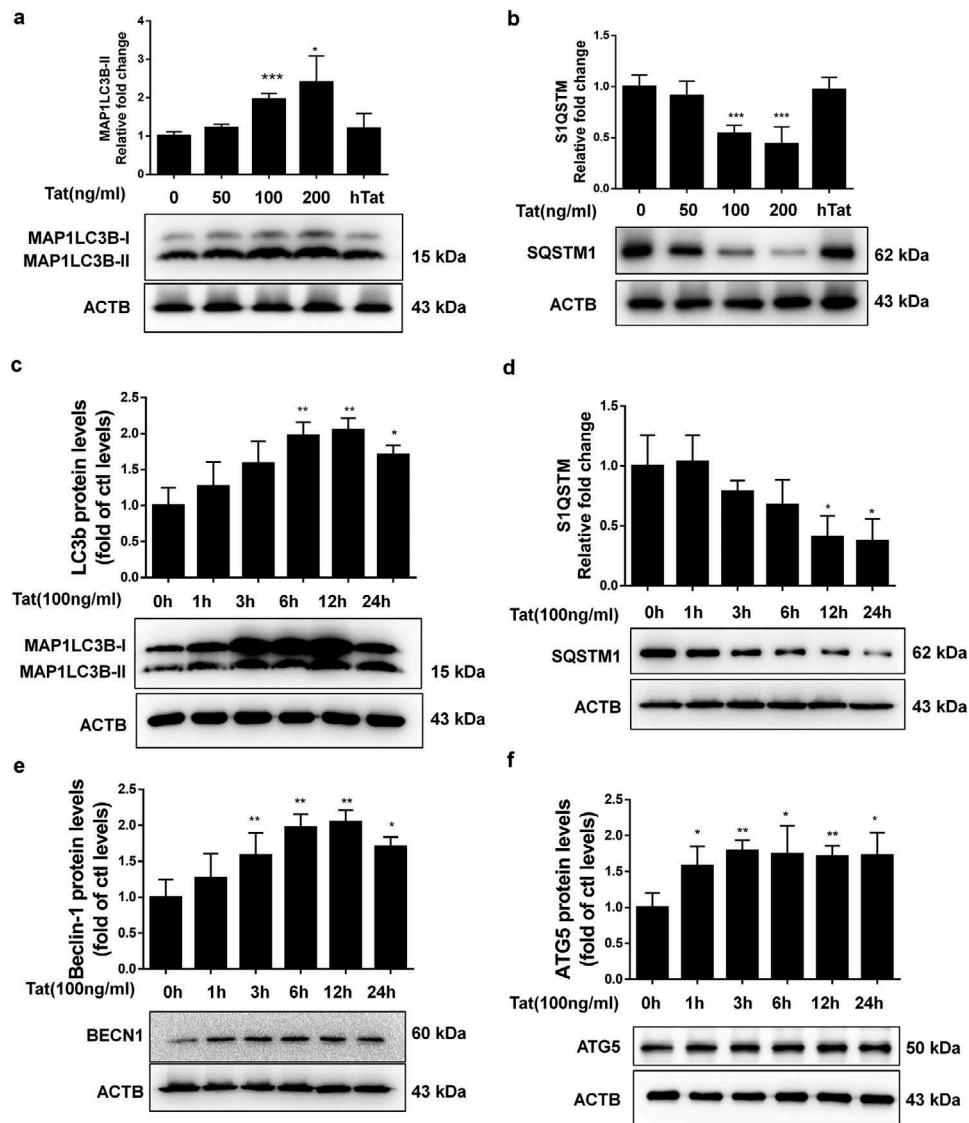 a
MAP1LC3B-II
Relative fold change
4
3
2
1
0
***
*
Tat(ng/ml)
0 50 100 200 hTat
MAP1LC3B-I
MAP1LC3B-II
15 kDa
ACTB
43 kDa
b
S1QSTM
Relative fold change
1.5
1.0
0.5
0.0
*** ***
Tat(ng/ml)
0 50 100 200 hTat
SQSTM1
62 kDa
ACTB
43 kDa
c
LC3b protein levels
(fold of ctl levels)
2.5
2.0
1.5
1.0
0.5
0.0
** ** *
Tat(100ng/ml)
0h 1h 3h 6h 12h 24h
MAP1LC3B-I
MAP1LC3B-II
15 kDa
ACTB
43 kDa
d
S1QSTM
Relative fold change
1.5
1.0
0.5
0.0
* *
Tat(100ng/ml)
0h 1h 3h 6h 12h 24h
SQSTM1
62 kDa
ACTB
43 kDa
e
Beclin-1 protein levels
(fold of ctl levels)
2.5
2.0
1.5
1.0
0.5
0.0
** ** ** *
Tat(100ng/ml)
0h 1h 3h 6h 12h 24h
BECN1
60 kDa
ACTB
43 kDa
f
ATG5 protein levels
(fold of ctl levels)
2.5
2.0
1.5
1.0
0.5
0.0
* ** * ** *
Tat(100ng/ml)
0h 1h 3h 6h 12h 24h
ATG5
50 kDa
ACTB
43 kDa